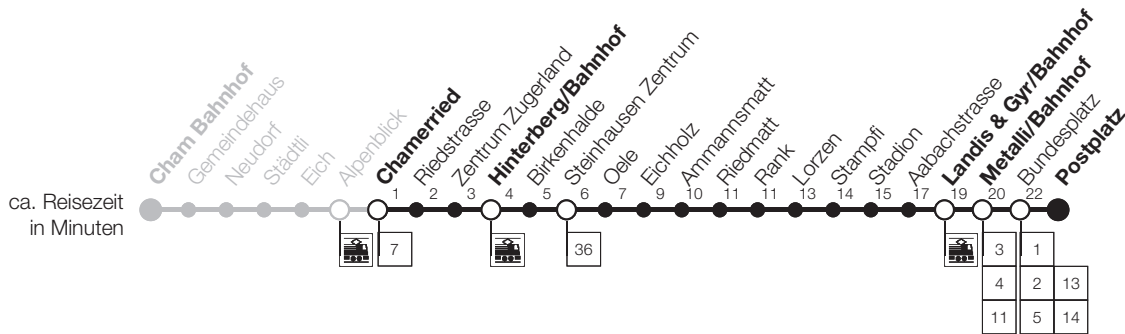 Cham Bahnhof
Gemeindehaus
Neudorf
Städtli
Eich
Alpenblick
Chamerried
Riedstrasse
Zentrum Zugerland
Hinterberg/Bahnhof
Birkenhalde
Steinhausen Zentrum
Oele
Eichholz
Ammannsmatt
Riedmatt
Rank
Lorzen
Stampfi
Stadion
Aabachstrasse
Landis & Gyr/Bahnhof
Metalli/Bahnhof
Bundesplatz
Postplatz
ca. Reisezeit
in Minuten
1 2 3 4 5 6 7 9 10 11 11 13 14 15 17 19 20 22
7 36 3 1
4 2 13
11 5 14